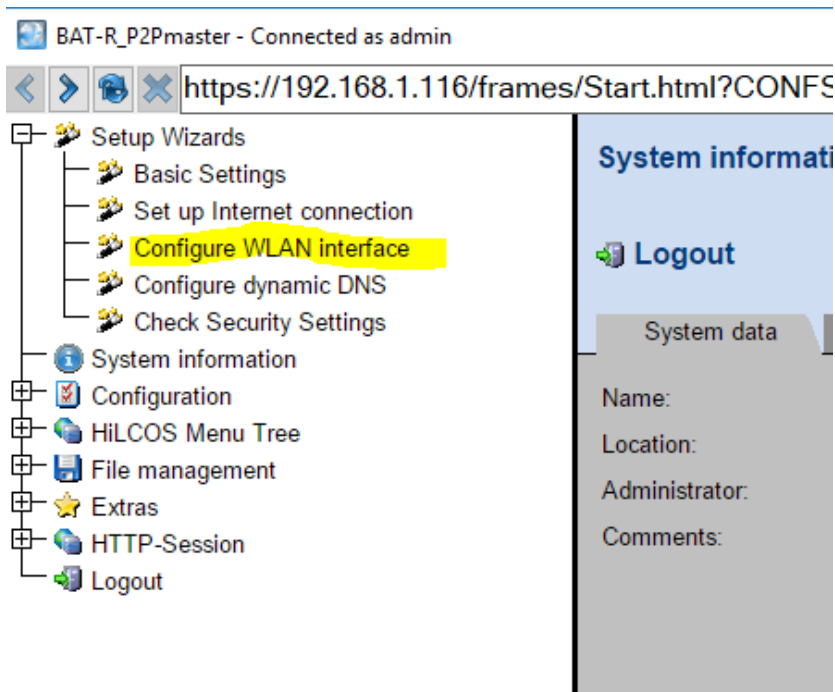 BAT-R_P2Pmaster - Connected as admin
https://192.168.1.116/frames/Start.html?CONFS
Setup Wizards
Basic Settings
Set up Internet connection
Configure WLAN interface
Configure dynamic DNS
Check Security Settings
System information
Configuration
HiLCOS Menu Tree
File management
Extras
HTTP-Session
Logout
System informati
Logout
System data
Name:
Location:
Administrator:
Comments: